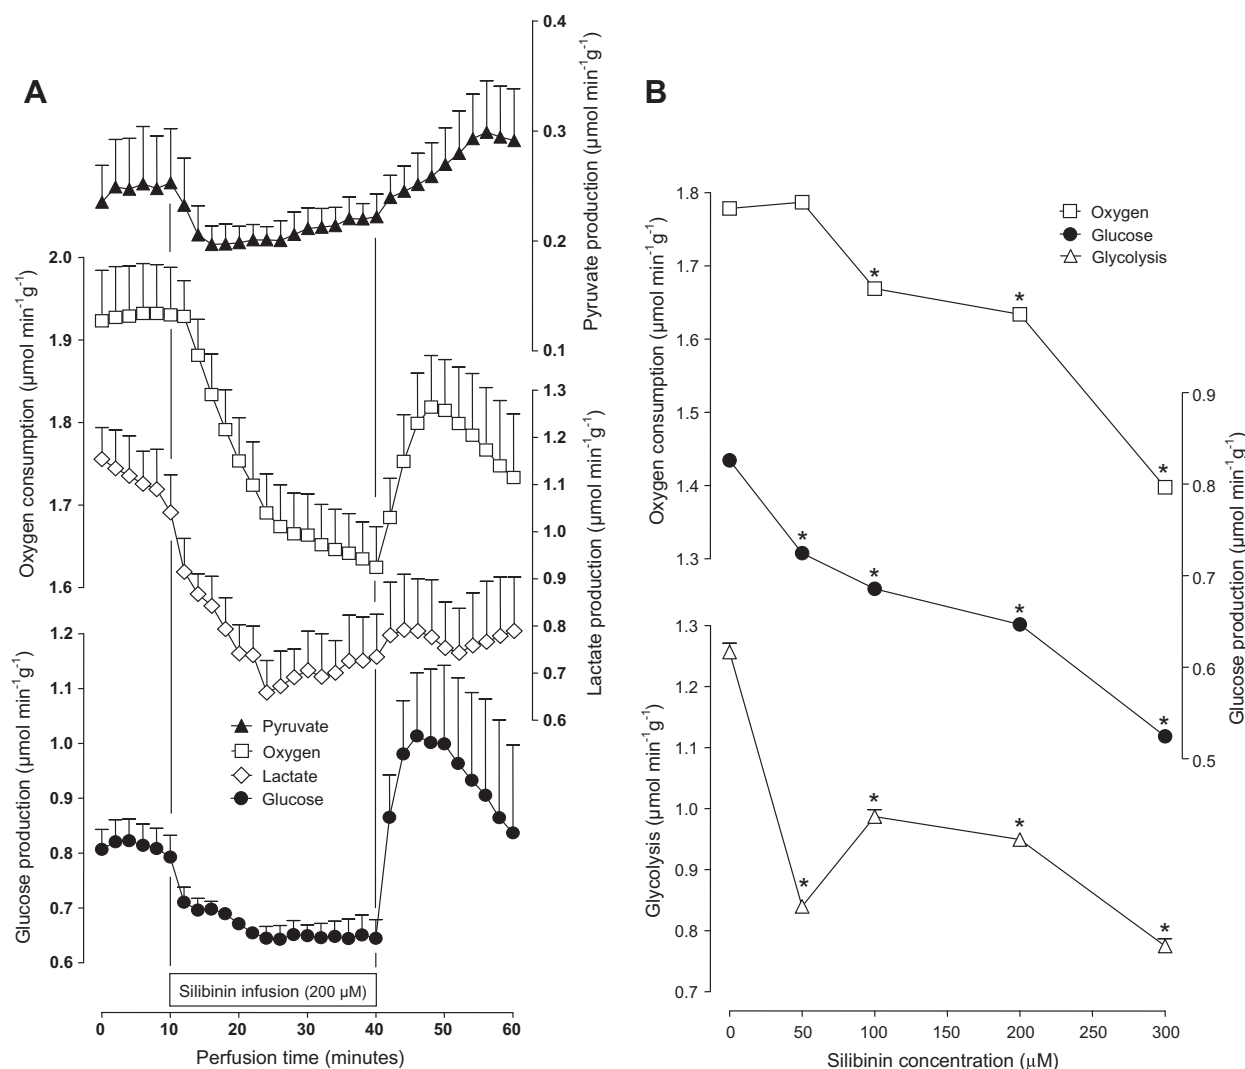 A
0.4
0.3
0.2
0.1
Pyruvate production (µmol min⁻¹g⁻¹)
2.0
1.9
1.8
1.7
1.6
Oxygen consumption (µmol min⁻¹g⁻¹)
1.3
1.2
1.1
1.0
0.9
0.8
0.7
0.6
Lactate production (µmol min⁻¹g⁻¹)
1.2
1.1
1.0
0.9
0.8
0.7
0.6
Glucose production (µmol min⁻¹g⁻¹)
Pyruvate
Oxygen
Lactate
Glucose
Silibinin infusion (200 µM)
0 10 20 30 40 50 60
Perfusion time (minutes)
B
1.8
1.7
1.6
1.5
1.4
1.3
Oxygen consumption (µmol min⁻¹g⁻¹)
Oxygen
Glucose
Glycolysis
* * *
* * * *
* * * *
0.9
0.8
0.7
0.6
0.5
Glucose production (µmol min⁻¹g⁻¹)
1.3
1.2
1.1
1.0
0.9
0.8
0.7
Glycolysis (µmol min⁻¹g⁻¹)
0 50 100 150 200 250 300
Silibinin concentration (µM)